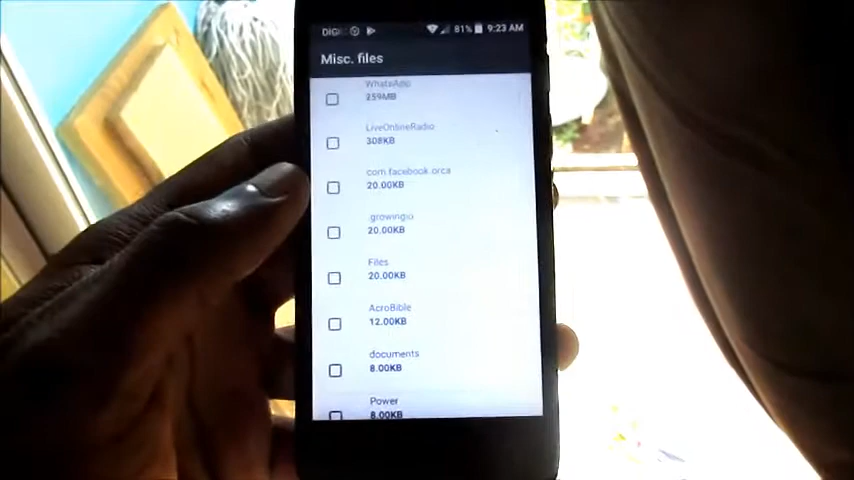 DIGI 81% 9:23 AM
Misc. files
WhatsApp
259MB
LiveOnlineRadio
308KB
com.facebook.orca
20.00KB
.growingio
20.00KB
Files
20.00KB
AcroBible
12.00KB
documents
8.00KB
Power
8.00KB